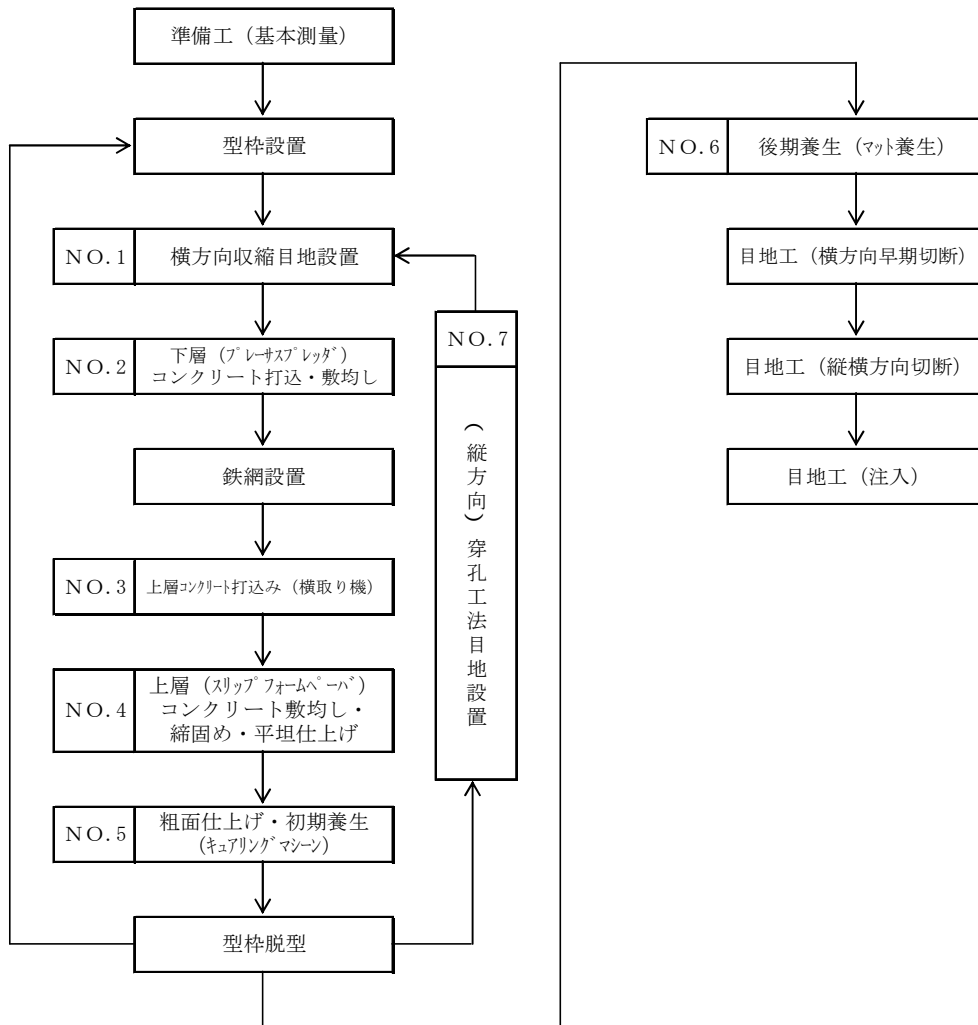 準備工（基本測量）
型枠設置
NO.1 横方向収縮目地設置
NO.2 下層（ﾌﾟﾚｰｻｽﾌﾟﾚｯﾀﾞ）
コンクリート打込・敷均し
鉄網設置
NO.3 上層ｺﾝｸﾘｰﾄ打込み（横取り機）
NO.4 上層（ｽﾘｯﾌﾟﾌｫｰﾑﾍﾟｰﾊﾞ）
コンクリート敷均し・
締固め・平坦仕上げ
NO.5 粗面仕上げ・初期養生
(ｷｭｱﾘﾝｸﾞﾏｼｰﾝ)
型枠脱型
NO.7
（縦方向）穿孔工法目地設置
NO.6 後期養生（ﾏｯﾄ養生）
目地工（横方向早期切断）
目地工（縦横方向切断）
目地工（注入）